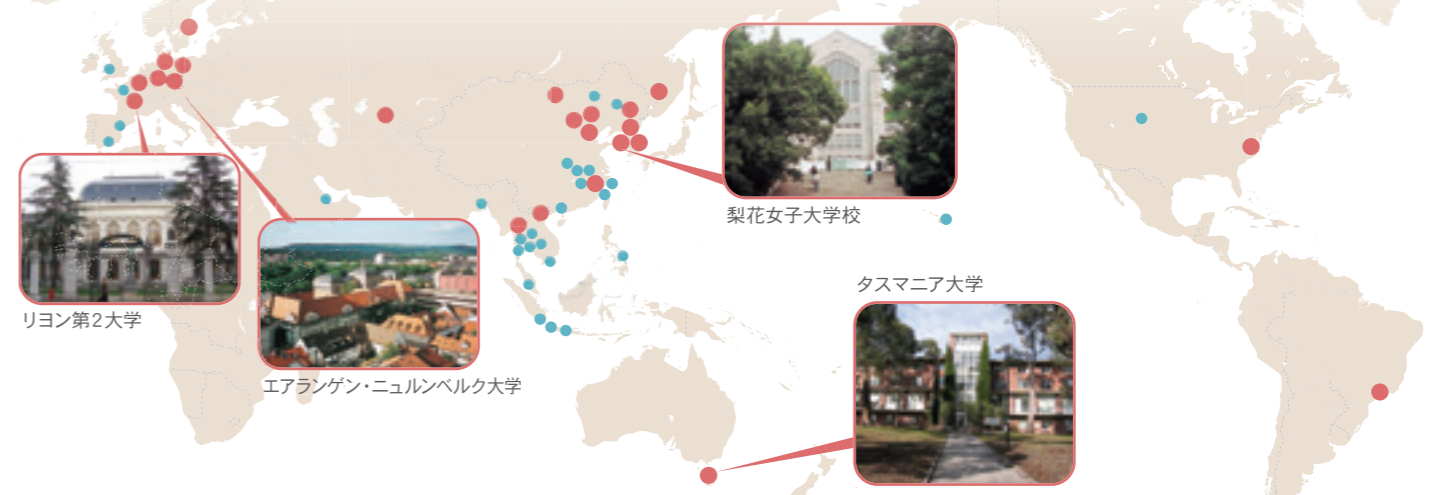 梨花女子大学校
タスマニア大学
リヨン第2大学
エアランゲン・ニュルンベルク大学